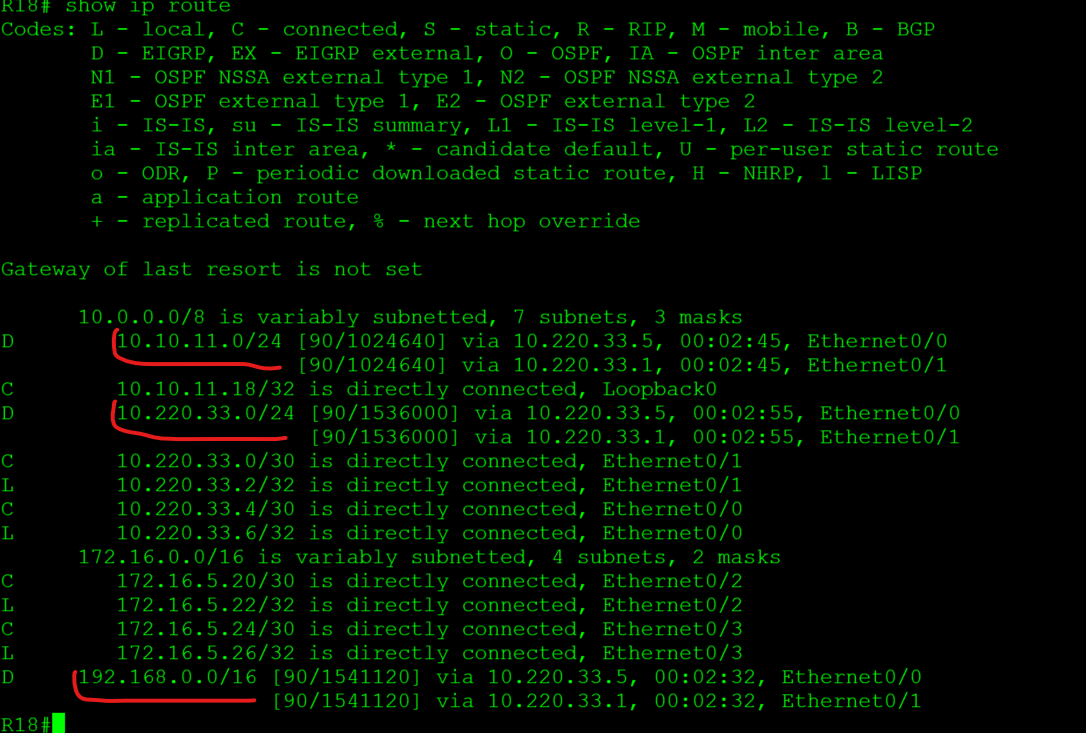 R18# show ip route
Codes: L - local, C - connected, S - static, R - RIP, M - mobile, B - BGP
D - EIGRP, EX - EIGRP external, O - OSPF, IA - OSPF inter area
N1 - OSPF NSSA external type 1, N2 - OSPF NSSA external type 2
E1 - OSPF external type 1, E2 - OSPF external type 2
i - IS-IS, su - IS-IS summary, L1 - IS-IS level-1, L2 - IS-IS level-2
ia - IS-IS inter area, * - candidate default, U - per-user static route
o - ODR, P - periodic downloaded static route, H - NHRP, l - LISP
a - application route
+ - replicated route, % - next hop override
Gateway of last resort is not set
10.0.0.0/8 is variably subnetted, 7 subnets, 3 masks
D 10.10.11.0/24 [90/1024640] via 10.220.33.5, 00:02:45, Ethernet0/0
[90/1024640] via 10.220.33.1, 00:02:45, Ethernet0/1
C 10.10.11.18/32 is directly connected, Loopback0
D 10.220.33.0/24 [90/1536000] via 10.220.33.5, 00:02:55, Ethernet0/0
[90/1536000] via 10.220.33.1, 00:02:55, Ethernet0/1
C 10.220.33.0/30 is directly connected, Ethernet0/1
L 10.220.33.2/32 is directly connected, Ethernet0/1
C 10.220.33.4/30 is directly connected, Ethernet0/0
L 10.220.33.6/32 is directly connected, Ethernet0/0
172.16.0.0/16 is variably subnetted, 4 subnets, 2 masks
C 172.16.5.20/30 is directly connected, Ethernet0/2
L 172.16.5.22/32 is directly connected, Ethernet0/2
C 172.16.5.24/30 is directly connected, Ethernet0/3
L 172.16.5.26/32 is directly connected, Ethernet0/3
D 192.168.0.0/16 [90/1541120] via 10.220.33.5, 00:02:32, Ethernet0/0
[90/1541120] via 10.220.33.1, 00:02:32, Ethernet0/1
R18#